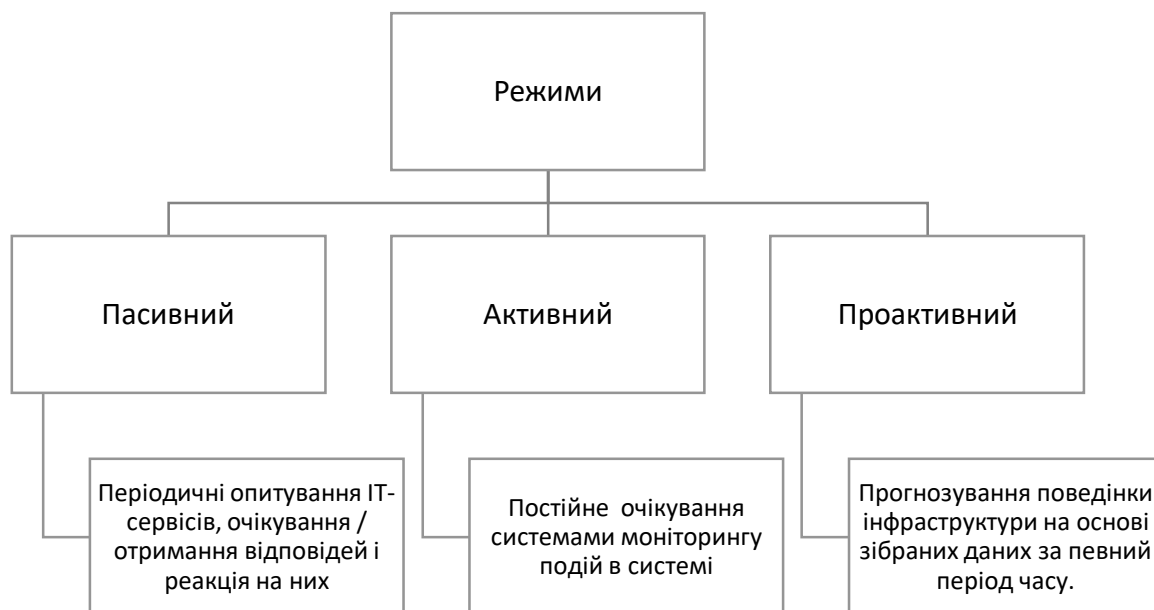 Режими
Пасивний
Активний
Проактивний
Періодичні опитування ІТ-
сервісів, очікування /
отримання відповідей і
реакція на них
Постійне очікування
системами моніторингу
подій в системі
Прогнозування поведінки
інфраструктури на основі
зібраних даних за певний
період часу.